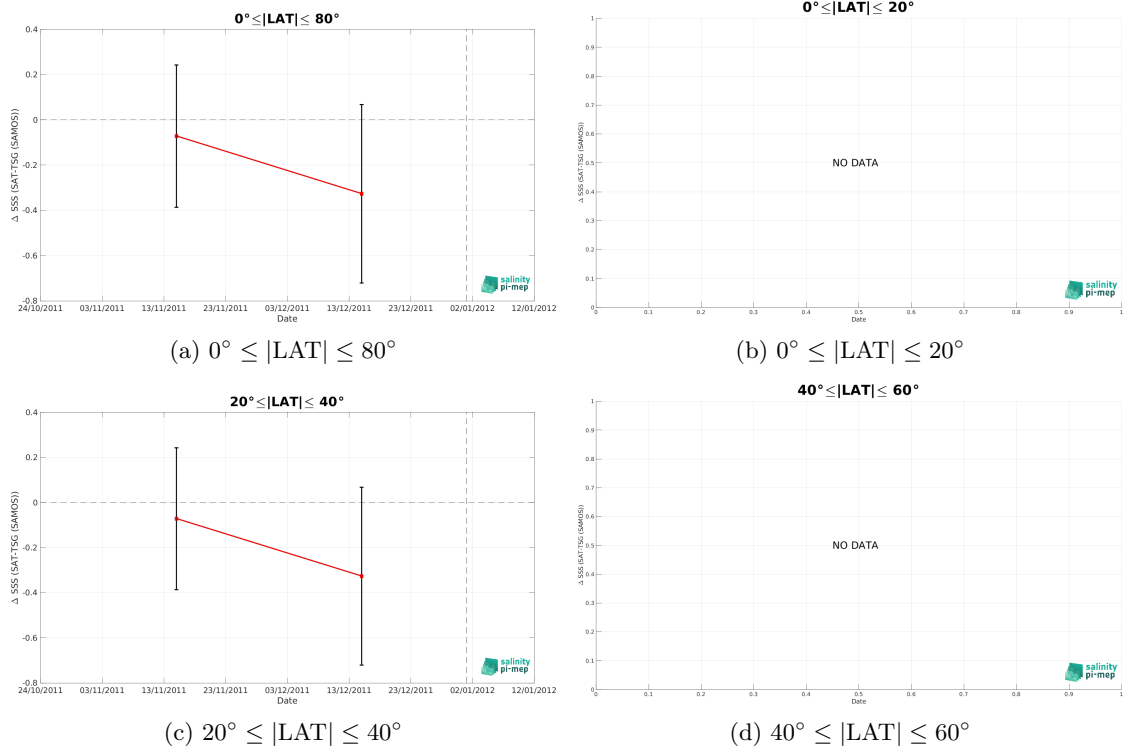 0°≤|LAT|≤ 80°
0.4
0.2
0
-0.2
-0.4
-0.6
-0.8
Δ SSS (SAT-TSG (SAMOS))
24/10/2011 03/11/2011 13/11/2011 23/11/2011 03/12/2011 13/12/2011 23/12/2011 02/01/2012 12/01/2012
Date
salinity
pi-mep
(a) 0° ≤ |LAT| ≤ 80°
0°≤|LAT|≤ 20°
1
0.9
0.8
0.7
0.6
0.5
0.4
0.3
0.2
0.1
0
Δ SSS (SAT-TSG (SAMOS))
NO DATA
0 0.1 0.2 0.3 0.4 0.5 0.6 0.7 0.8 0.9 1
Date
salinity
pi-mep
(b) 0° ≤ |LAT| ≤ 20°
20°≤|LAT|≤ 40°
0.4
0.2
0
-0.2
-0.4
-0.6
-0.8
Δ SSS (SAT-TSG (SAMOS))
24/10/2011 03/11/2011 13/11/2011 23/11/2011 03/12/2011 13/12/2011 23/12/2011 02/01/2012 12/01/2012
Date
salinity
pi-mep
(c) 20° ≤ |LAT| ≤ 40°
40°≤|LAT|≤ 60°
1
0.9
0.8
0.7
0.6
0.5
0.4
0.3
0.2
0.1
0
Δ SSS (SAT-TSG (SAMOS))
NO DATA
0 0.1 0.2 0.3 0.4 0.5 0.6 0.7 0.8 0.9 1
Date
salinity
pi-mep
(d) 40° ≤ |LAT| ≤ 60°